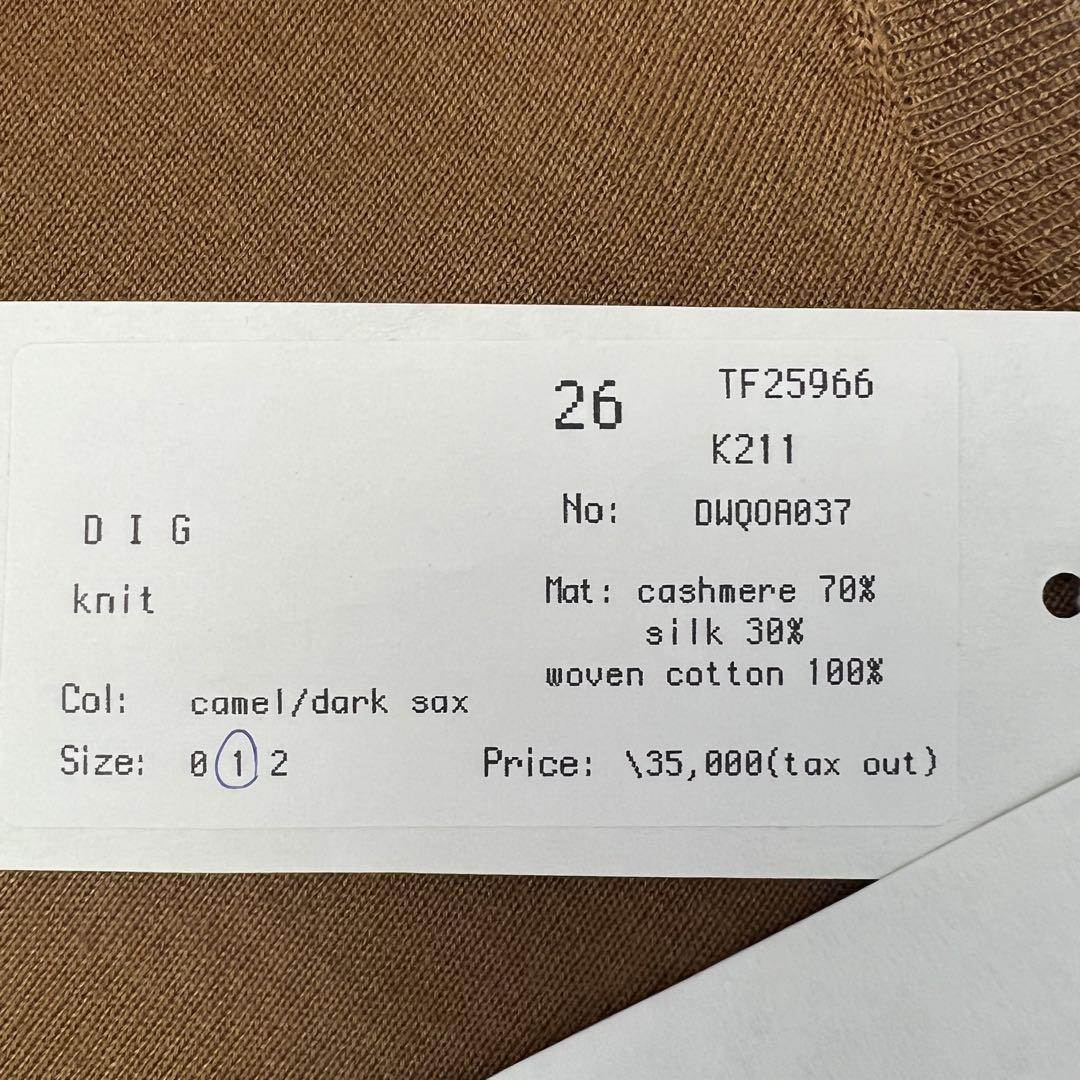 26 TF25966
K211
D I G
No: DWQOA037
knit
Mat: cashmere 70%
silk 30%
woven cotton 100%
Col: camel/dark sax
Size: 0 1 2
Price: \35,000(tax out)